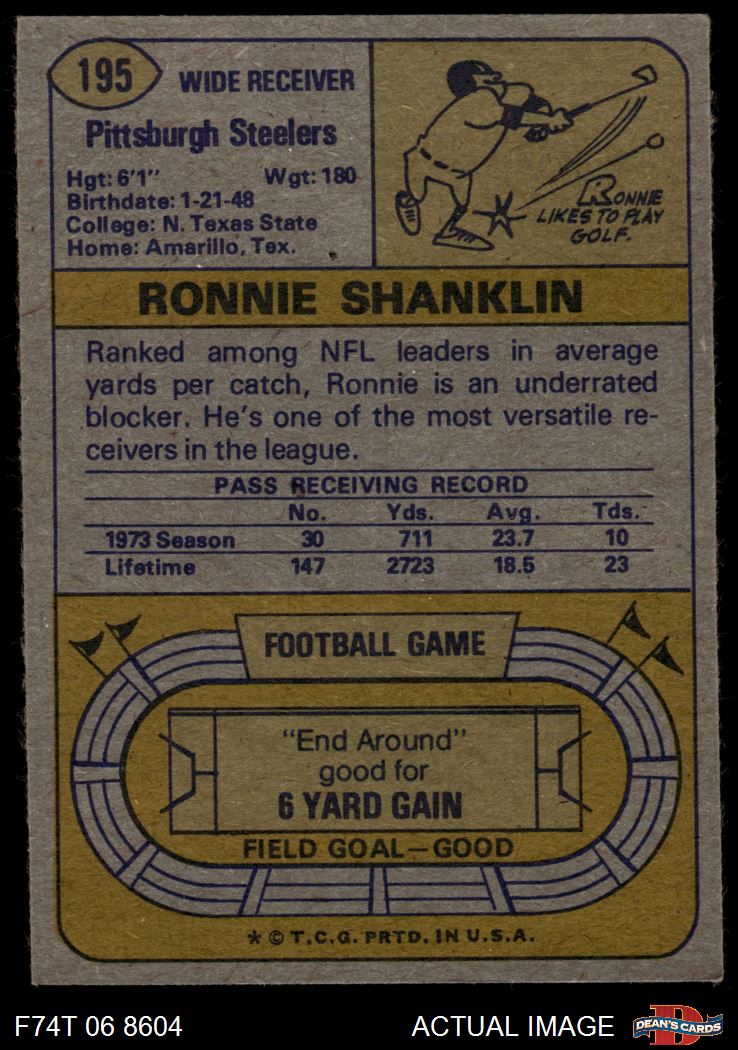 195
WIDE RECEIVER
Pittsburgh Steelers
Hgt: 6'1" Wgt: 180
Birthdate: 1-21-48
College: N. Texas State
Home: Amarillo, Tex.
RONNIE
LIKES TO PLAY
GOLF.
RONNIE SHANKLIN
Ranked among NFL leaders in average
yards per catch, Ronnie is an underrated
blocker. He's one of the most versatile re-
ceivers in the league.
PASS RECEIVING RECORD
No. Yds. Avg. Tds.
1973 Season 30 711 23.7 10
Lifetime 147 2723 18.5 23
FOOTBALL GAME
"End Around"
good for
6 YARD GAIN
FIELD GOAL—GOOD
* © T.C.G. PRTD. IN U.S.A.
F74T 06 8604 ACTUAL IMAGE
D
DEAN'S CARDS